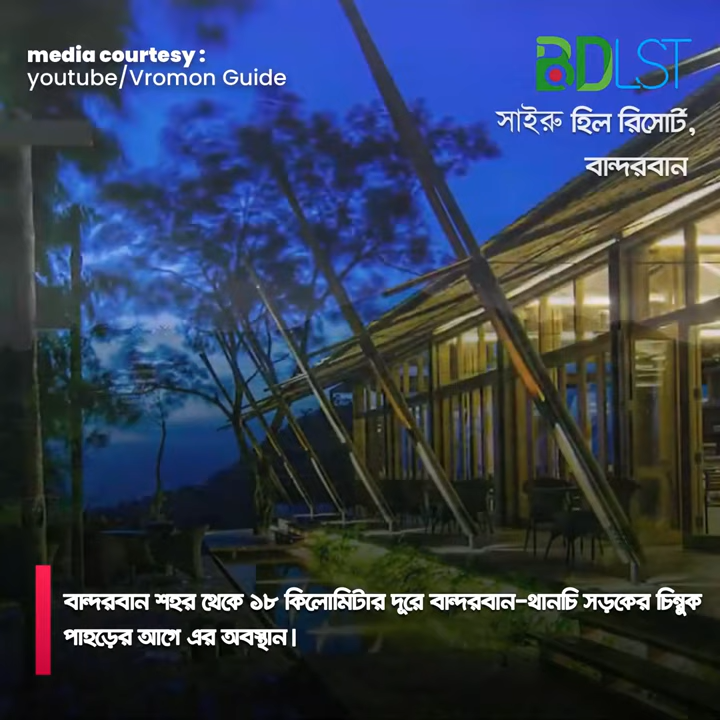 media courtesy :
youtube/Vromon Guide
BDLST
সাইরু হিল রিসোর্ট,
বান্দরবান
বান্দরবান শহর থেকে ১৮ কিলোমিটার দূরে বান্দরবান-থানচি সড়কের চিম্বুক
পাহড়ের আগে এর অবস্থান।